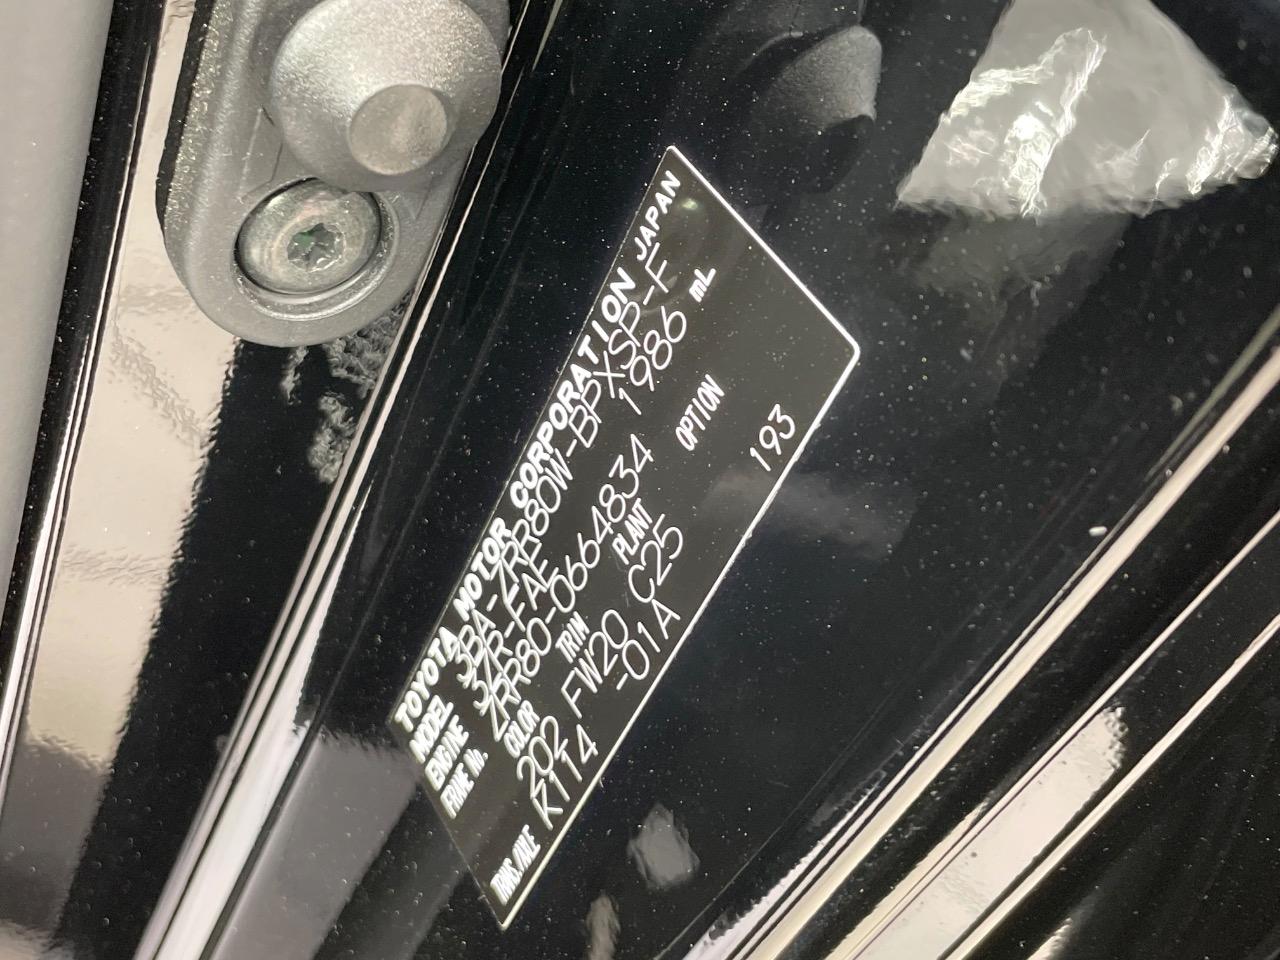 TOYOTA MOTOR CORPORATION JAPAN
MODEL 3BA-ZRR80W-BPXSP-F
ENGINE 3ZR-FAE 1986 mL
FRAME No. ZRR80-0664834
COLOR TRIM PLANT OPTION
202 FW20 C25 193
TRANS./AXLE K114 -01A